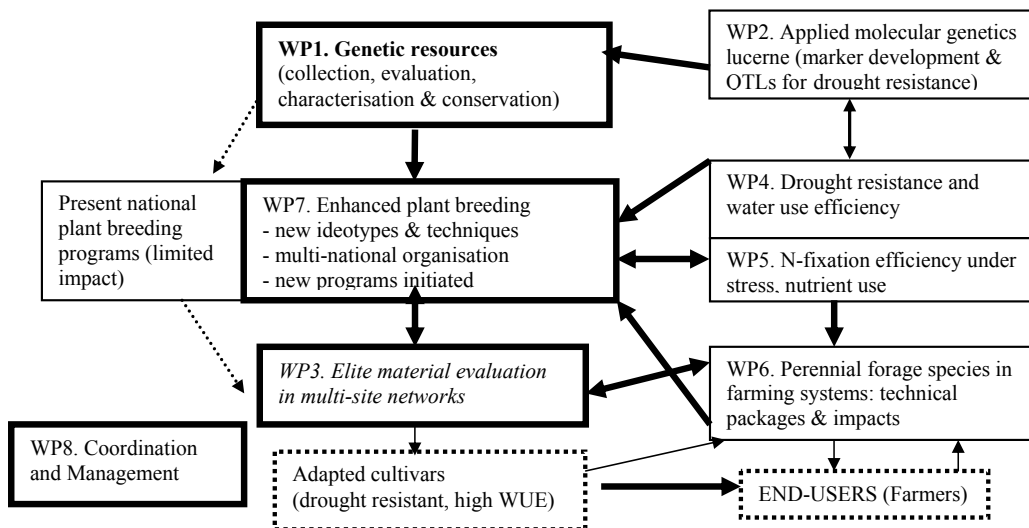 WP1. Genetic resources
(collection, evaluation,
characterisation & conservation)
WP2. Applied molecular genetics
lucerne (marker development &
QTLs for drought resistance)
Present national
plant breeding
programs (limited
impact)
WP7. Enhanced plant breeding
- new ideotypes & techniques
- multi-national organisation
- new programs initiated
WP4. Drought resistance and
water use efficiency
WP5. N-fixation efficiency under
stress, nutrient use
WP3. Elite material evaluation
in multi-site networks
WP6. Perennial forage species in
farming systems: technical
packages & impacts
WP8. Coordination
and Management
Adapted cultivars
(drought resistant, high WUE)
END-USERS (Farmers)